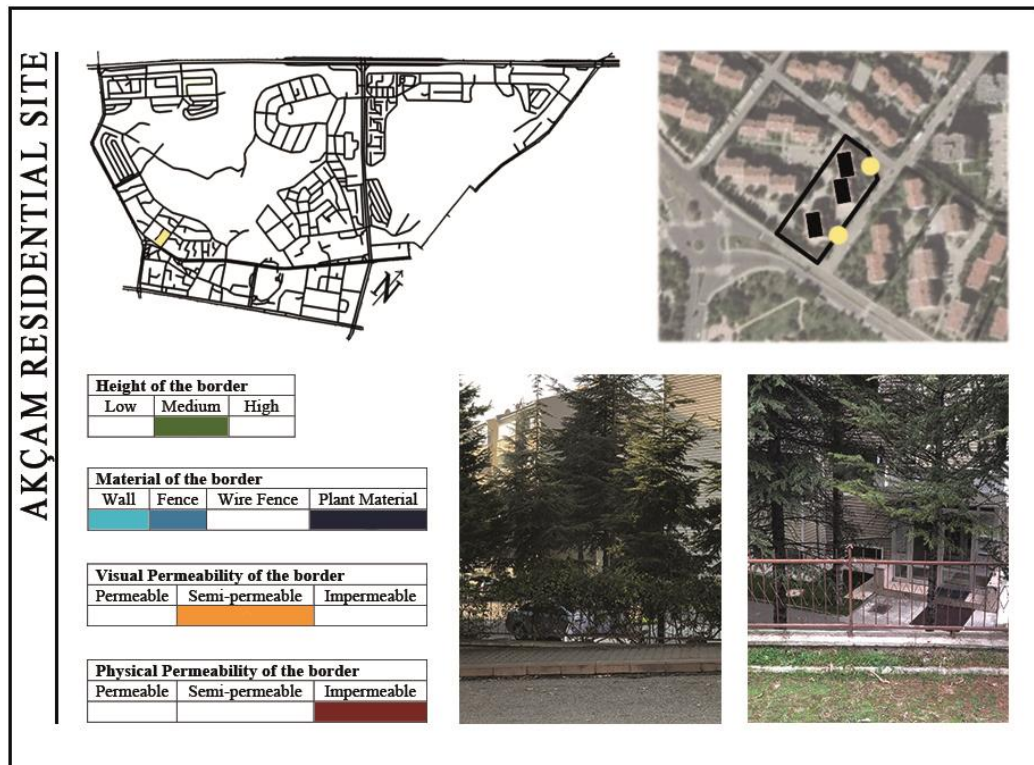 AKÇAM RESIDENTIAL SITE
N
Height of the border
Low Medium High
Material of the border
Wall Fence Wire Fence Plant Material
Visual Permeability of the border
Permeable Semi-permeable Impermeable
Physical Permeability of the border
Permeable Semi-permeable Impermeable